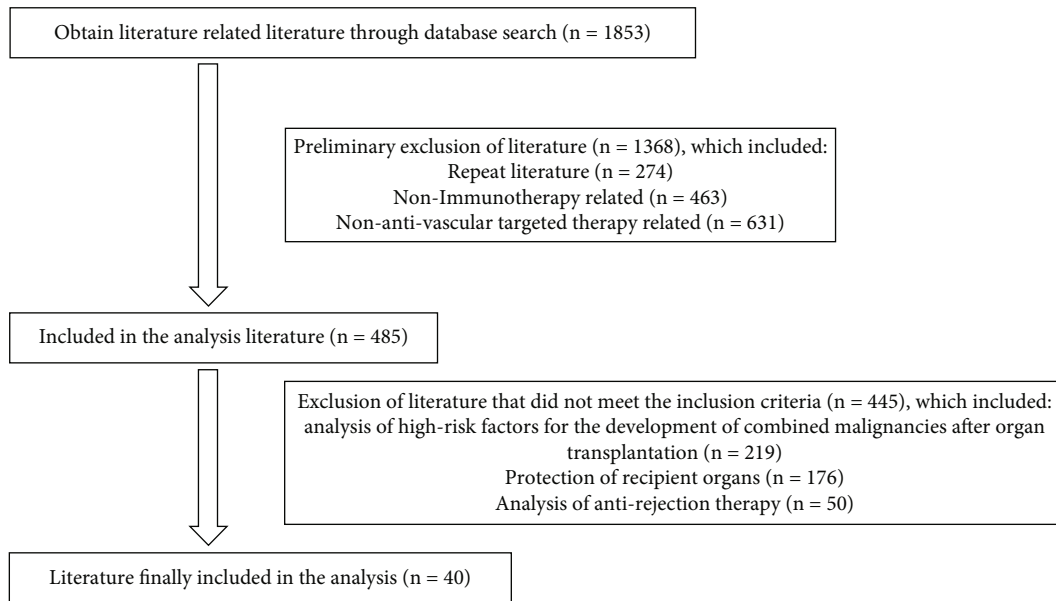 Obtain literature related literature through database search (n = 1853)
Preliminary exclusion of literature (n = 1368), which included:
Repeat literature (n = 274)
Non-Immunotherapy related (n = 463)
Non-anti-vascular targeted therapy related (n = 631)
Included in the analysis literature (n = 485)
Exclusion of literature that did not meet the inclusion criteria (n = 445), which included:
analysis of high-risk factors for the development of combined malignancies after organ
transplantation (n = 219)
Protection of recipient organs (n = 176)
Analysis of anti-rejection therapy (n = 50)
Literature finally included in the analysis (n = 40)